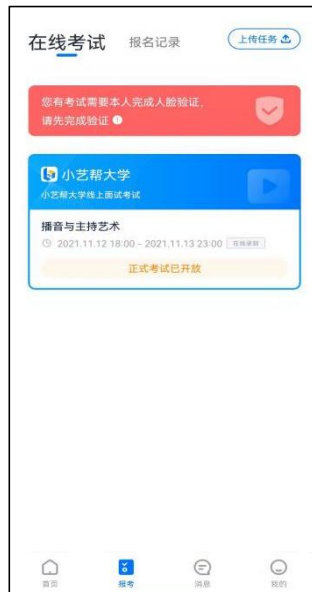 在线考试 报名记录 上传任务
您有考试需要本人完成人脸验证,
请先完成验证
小艺帮大学
小艺帮大学线上面试考试
播音与主持艺术
2021.11.12 18:00 - 2021.11.13 23:00 在线录制
正式考试已开放
首页 报考 消息 我的